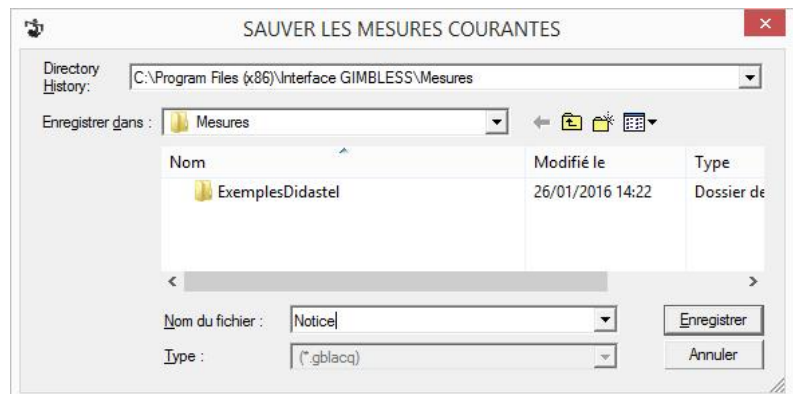 SAUVER LES MESURES COURANTES
Directory History: C:\Program Files (x86)\Interface GIMBLESS\Mesures
Enregistrer dans : Mesures
Nom Modifié le Type
ExemplesDidastel 26/01/2016 14:22 Dossier de
Nom du fichier : Notice Enregistrer
Type : (*.gblacq) Annuler